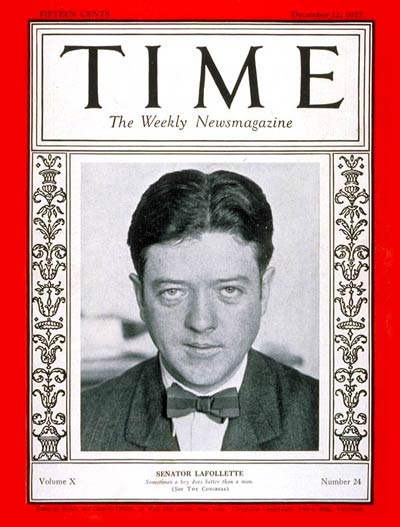 FIFTEEN CENTS December 12, 1927
TIME
The Weekly Newsmagazine
SENATOR LAFOLLETTE
Volume X Sometimes a boy does better than a man. Number 24
(See THE CONGRESS)